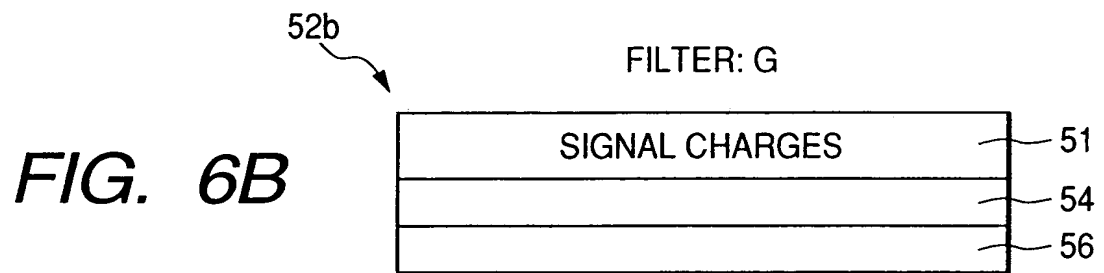 52b
FILTER: G
SIGNAL CHARGES
51
FIG. 6B
54
56